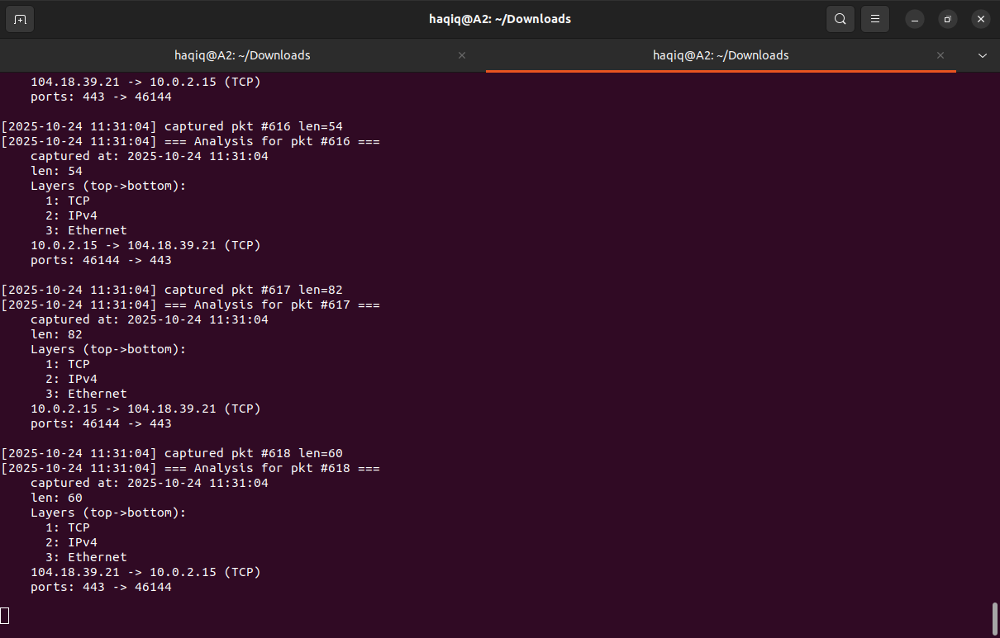 haqiq@A2: ~/Downloads
haqiq@A2: ~/Downloads
haqiq@A2: ~/Downloads
    104.18.39.21 -> 10.0.2.15 (TCP)
    ports: 443 -> 46144

[2025-10-24 11:31:04] captured pkt #616 len=54
[2025-10-24 11:31:04] === Analysis for pkt #616 ===
    captured at: 2025-10-24 11:31:04
    len: 54
    Layers (top->bottom):
      1: TCP
      2: IPv4
      3: Ethernet
    10.0.2.15 -> 104.18.39.21 (TCP)
    ports: 46144 -> 443

[2025-10-24 11:31:04] captured pkt #617 len=82
[2025-10-24 11:31:04] === Analysis for pkt #617 ===
    captured at: 2025-10-24 11:31:04
    len: 82
    Layers (top->bottom):
      1: TCP
      2: IPv4
      3: Ethernet
    10.0.2.15 -> 104.18.39.21 (TCP)
    ports: 46144 -> 443

[2025-10-24 11:31:04] captured pkt #618 len=60
[2025-10-24 11:31:04] === Analysis for pkt #618 ===
    captured at: 2025-10-24 11:31:04
    len: 60
    Layers (top->bottom):
      1: TCP
      2: IPv4
      3: Ethernet
    104.18.39.21 -> 10.0.2.15 (TCP)
    ports: 443 -> 46144